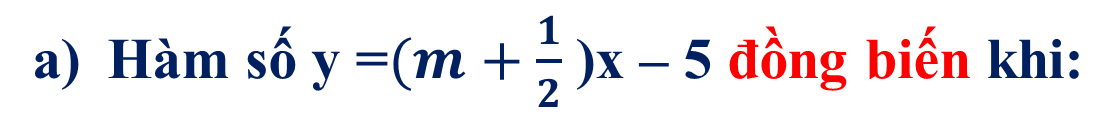 a) Hàm số y =(m + 1/2 )x – 5 đồng biến khi: